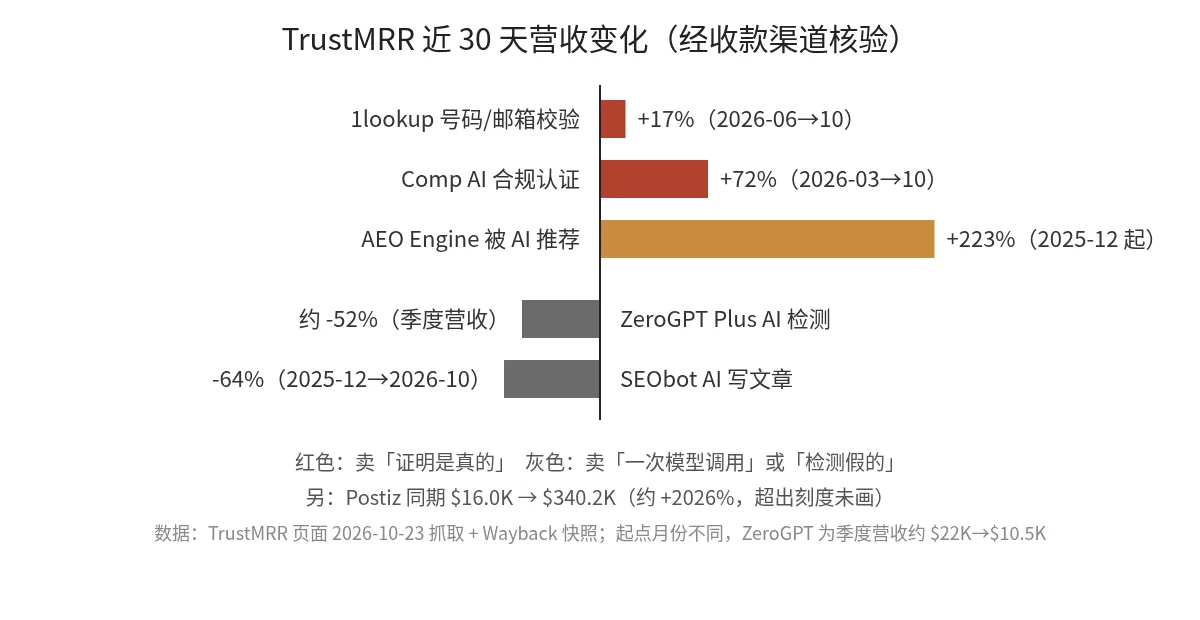 TrustMRR 近 30 天营收变化（经收款渠道核验）
1lookup 号码/邮箱校验 +17%（2026-06→10）
Comp AI 合规认证 +72%（2026-03→10）
AEO Engine 被 AI 推荐 +223%（2025-12 起）
约 -52%（季度营收） ZeroGPT Plus AI 检测
-64%（2025-12→2026-10） SEObot AI 写文章
红色：卖「证明是真的」 灰色：卖「一次模型调用」或「检测假的」
另：Postiz 同期 $16.0K → $340.2K（约 +2026%，超出刻度未画）
数据：TrustMRR 页面 2026-10-23 抓取 + Wayback 快照；起点月份不同，ZeroGPT 为季度营收约 $22K→$10.5K